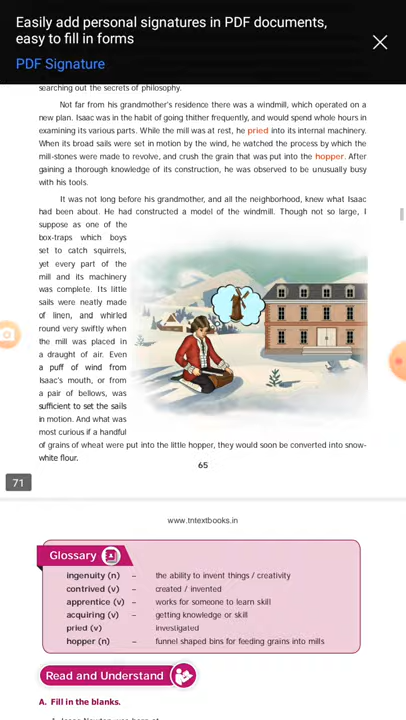 Easily add personal signatures in PDF documents,
easy to fill in forms
PDF Signature
searching out the secrets of philosophy.
Not far from his grandmother's residence there was a windmill, which operated on a
new plan. Isaac was in the habit of going thither frequently, and would spend whole hours in
examining its various parts. While the mill was at rest, he pried into its internal machinery.
When its broad sails were set in motion by the wind, he watched the process by which the
mill-stones were made to revolve, and crush the grain that was put into the hopper. After
gaining a thorough knowledge of its construction, he was observed to be unusually busy
with his tools.
It was not long before his grandmother, and all the neighborhood, knew what Isaac
had been about. He had constructed a model of the windmill. Though not so large, I
suppose as one of the
box-traps which boys
set to catch squirrels,
yet every part of the
mill and its machinery
was complete. Its little
sails were neatly made
of linen, and whirled
round very swiftly when
the mill was placed in
a draught of air. Even
a puff of wind from
Isaac's mouth, or from
a pair of bellows, was
sufficient to set the sails
in motion. And what was
most curious if a handful
of grains of wheat were put into the little hopper, they would soon be converted into snow-
white flour.
65
71
www.tntextbooks.in
Glossary
ingenuity (n) – the ability to invent things / creativity
contrived (v) – created / invented
apprentice (v) – works for someone to learn skill
acquiring (v) – getting knowledge or skill
pried (v) investigated
hopper (n) – funnel shaped bins for feeding grains into mills
Read and Understand
A. Fill in the blanks.
1. Isaac Newton was born at